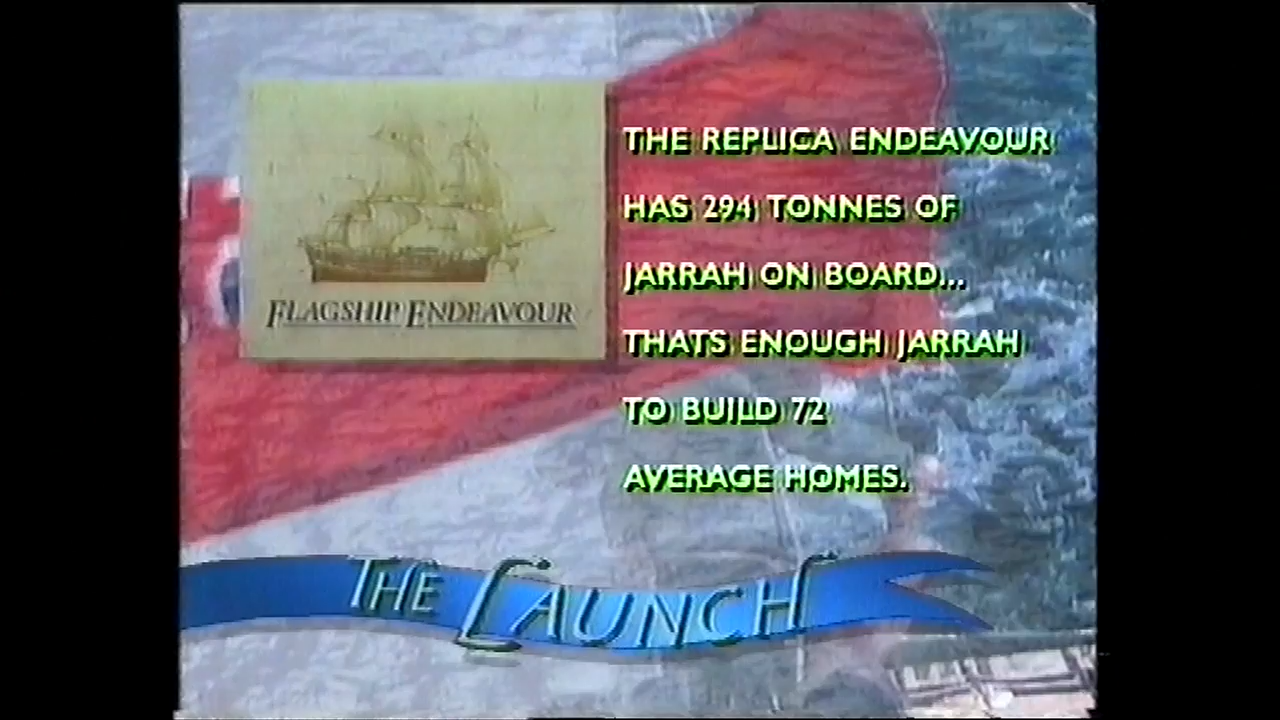 THE REPLICA ENDEAVOUR
HAS 294 TONNES OF
JARRAH ON BOARD...
THATS ENOUGH JARRAH
TO BUILD 72
AVERAGE HOMES.
FLAGSHIP ENDEAVOUR
THE LAUNCH